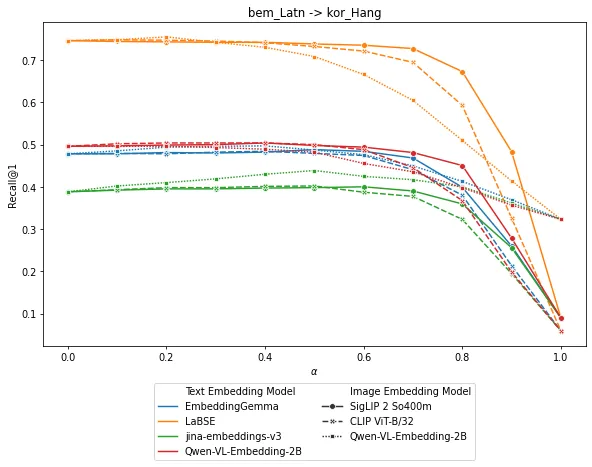 bem_Latn -> kor_Hang
Recall@1
0.7
0.6
0.5
0.4
0.3
0.2
0.1
0.0 0.2 0.4 0.6 0.8 1.0
α
Text Embedding Model Image Embedding Model
EmbeddingGemma SigLIP 2 So400m
LaBSE CLIP ViT-B/32
jina-embeddings-v3 Qwen-VL-Embedding-2B
Qwen-VL-Embedding-2B